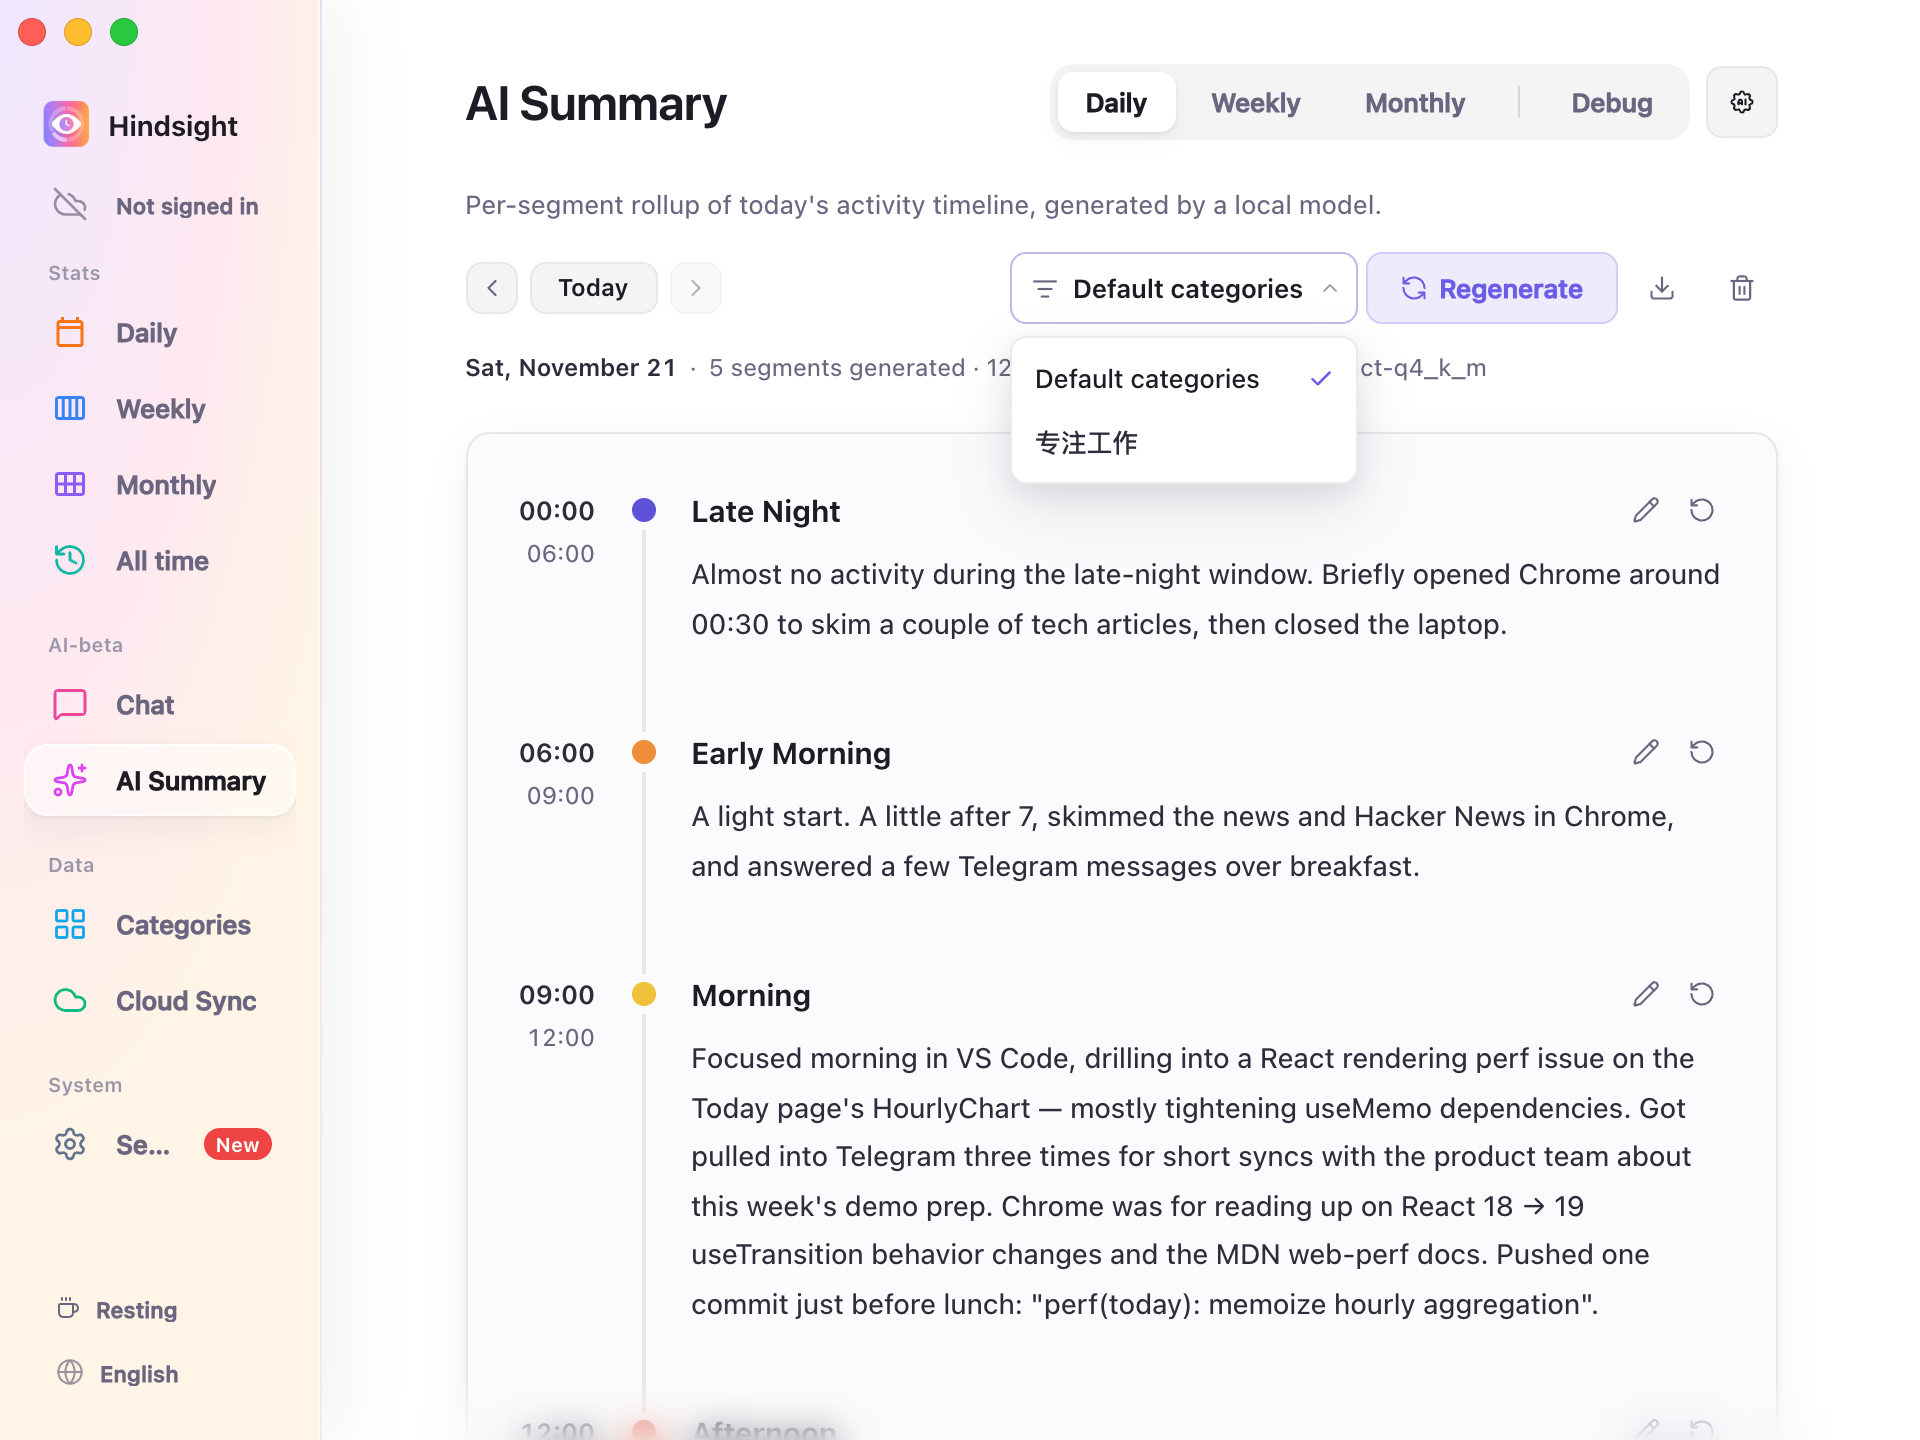 Hindsight
Not signed in
Stats
Daily
Weekly
Monthly
All time
AI-beta
Chat
AI Summary
Data
Categories
Cloud Sync
System
Se...
New
Resting
English
AI Summary
Daily
Weekly
Monthly
Debug
Per-segment rollup of today's activity timeline, generated by a local model.
Today
Default categories
Regenerate
Sat, November 21 · 5 segments generated · 12
ct-q4_k_m
Default categories
专注工作
00:00
06:00
Late Night
Almost no activity during the late-night window. Briefly opened Chrome around
00:30 to skim a couple of tech articles, then closed the laptop.
06:00
09:00
Early Morning
A light start. A little after 7, skimmed the news and Hacker News in Chrome,
and answered a few Telegram messages over breakfast.
09:00
12:00
Morning
Focused morning in VS Code, drilling into a React rendering perf issue on the
Today page's HourlyChart — mostly tightening useMemo dependencies. Got
pulled into Telegram three times for short syncs with the product team about
this week's demo prep. Chrome was for reading up on React 18 → 19
useTransition behavior changes and the MDN web-perf docs. Pushed one
commit just before lunch: "perf(today): memoize hourly aggregation".
12:00
Afternoon